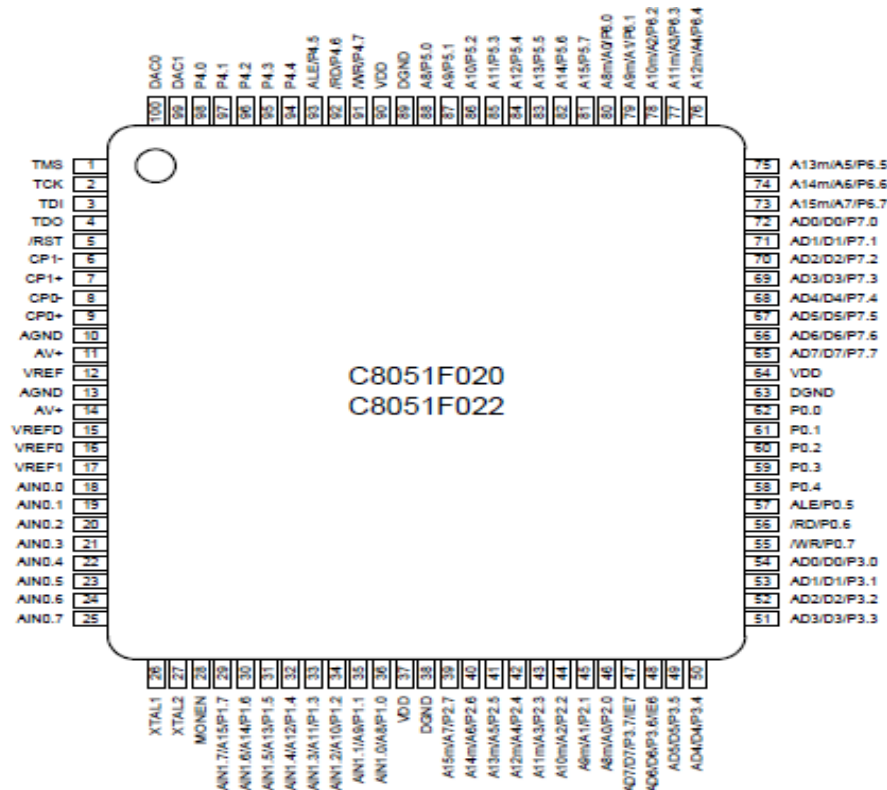 DAC0
DAC1
P4.0
P4.1
P4.2
P4.3
P4.4
ALE/P4.5
/RD/P4.6
/WR/P4.7
VDD
DGND
A8/P5.0
A9/P5.1
A10/P5.2
A11/P5.3
A12/P5.4
A13/P5.5
A14/P5.6
A15/P5.7
A8m/A0/P6.0
A9m/A1/P6.1
A10m/A2/P6.2
A11m/A3/P6.3
A12m/A4/P6.4
100
99
98
97
96
95
94
93
92
91
90
89
88
87
86
85
84
83
82
81
80
79
78
77
76
TMS 1
TCK 2
TDI 3
TDO 4
/RST 5
CP1- 6
CP1+ 7
CP0- 8
CP0+ 9
AGND 10
AV+ 11
VREF 12
AGND 13
AV+ 14
VREFD 15
VREF0 16
VREF1 17
AIN0.0 18
AIN0.1 19
AIN0.2 20
AIN0.3 21
AIN0.4 22
AIN0.5 23
AIN0.6 24
AIN0.7 25
C8051F020
C8051F022
75 A13m/A5/P6.5
74 A14m/A6/P6.6
73 A15m/A7/P6.7
72 AD0/D0/P7.0
71 AD1/D1/P7.1
70 AD2/D2/P7.2
69 AD3/D3/P7.3
68 AD4/D4/P7.4
67 AD5/D5/P7.5
66 AD6/D6/P7.6
65 AD7/D7/P7.7
64 VDD
63 DGND
62 P0.0
61 P0.1
60 P0.2
59 P0.3
58 P0.4
57 ALE/P0.5
56 /RD/P0.6
55 /WR/P0.7
54 AD0/D0/P3.0
53 AD1/D1/P3.1
52 AD2/D2/P3.2
51 AD3/D3/P3.3
26
27
28
29
30
31
32
33
34
35
36
37
38
39
40
41
42
43
44
45
46
47
48
49
50
XTAL1
XTAL2
MONEN
AIN1.7/A15/P1.7
AIN1.6/A14/P1.6
AIN1.5/A13/P1.5
AIN1.4/A12/P1.4
AIN1.3/A11/P1.3
AIN1.2/A10/P1.2
AIN1.1/A9/P1.1
AIN1.0/A8/P1.0
VDD
DGND
A15m/A7/P2.7
A14m/A6/P2.6
A13m/A5/P2.5
A12m/A4/P2.4
A11m/A3/P2.3
A10m/A2/P2.2
A9m/A1/P2.1
A8m/A0/P2.0
AD7/D7/P3.7/IE7
AD6/D6/P3.6/IE6
AD5/D5/P3.5
AD4/D4/P3.4